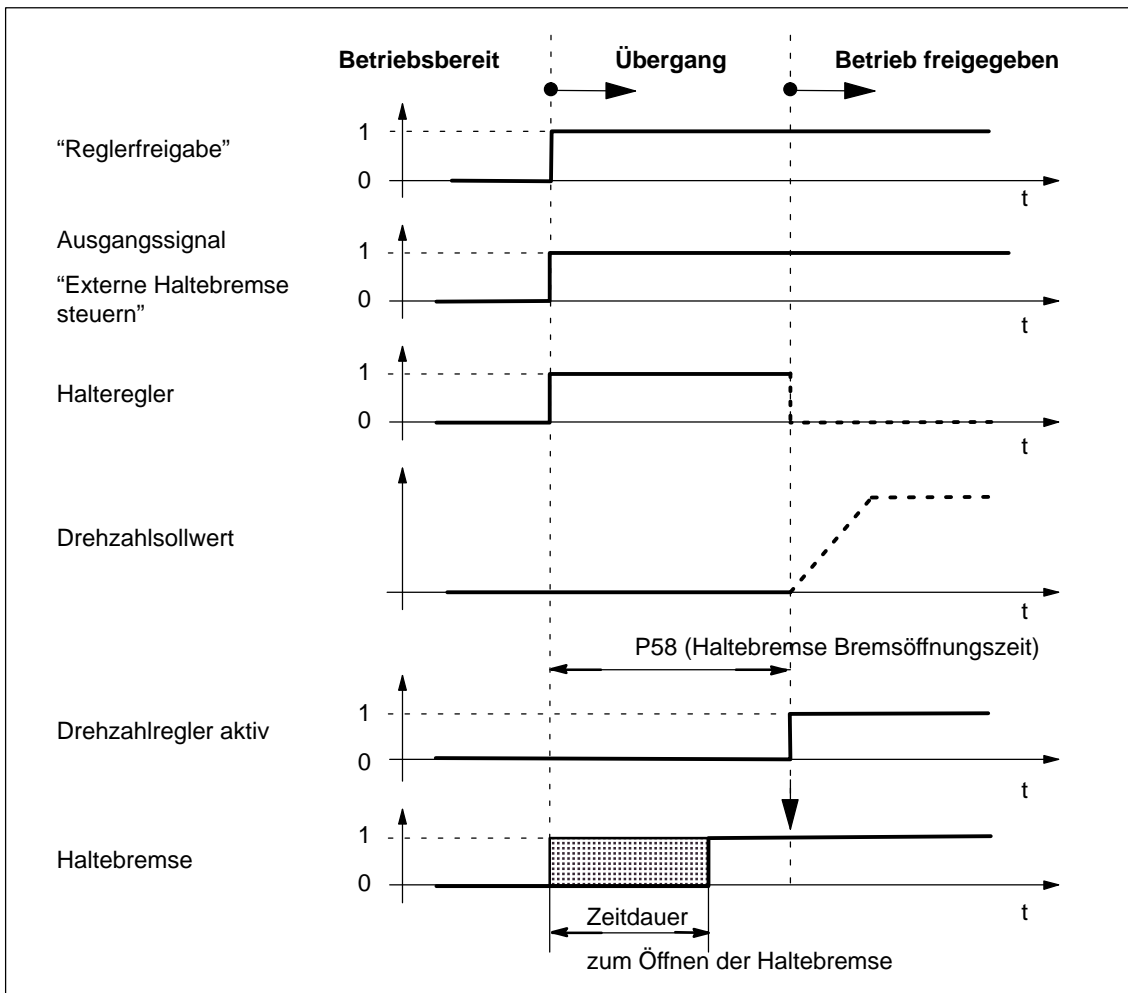 Betriebsbereit
Übergang
Betrieb freigegeben
“Reglerfreigabe”
1
0
t
Ausgangssignal
“Externe Haltebremse
steuern”
1
0
t
Halteregler
1
0
t
Drehzahlsollwert
t
P58 (Haltebremse Bremsöffnungszeit)
Drehzahlregler aktiv
1
0
t
Haltebremse
1
0
t
Zeitdauer
zum Öffnen der Haltebremse